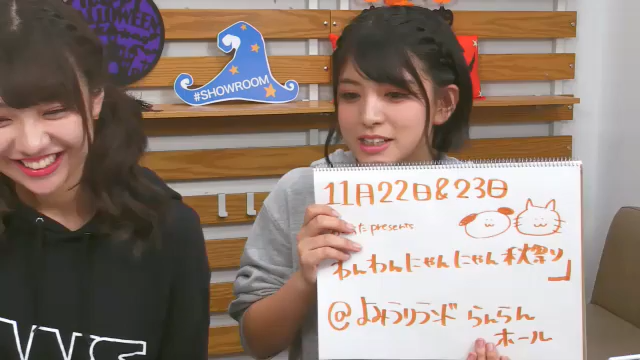 HALLOWEEN
#SHOWROOM
11月22日&23日
presents
わんわんにゃんにゃん秋祭り」
@よみうりランド らんらん
ホール